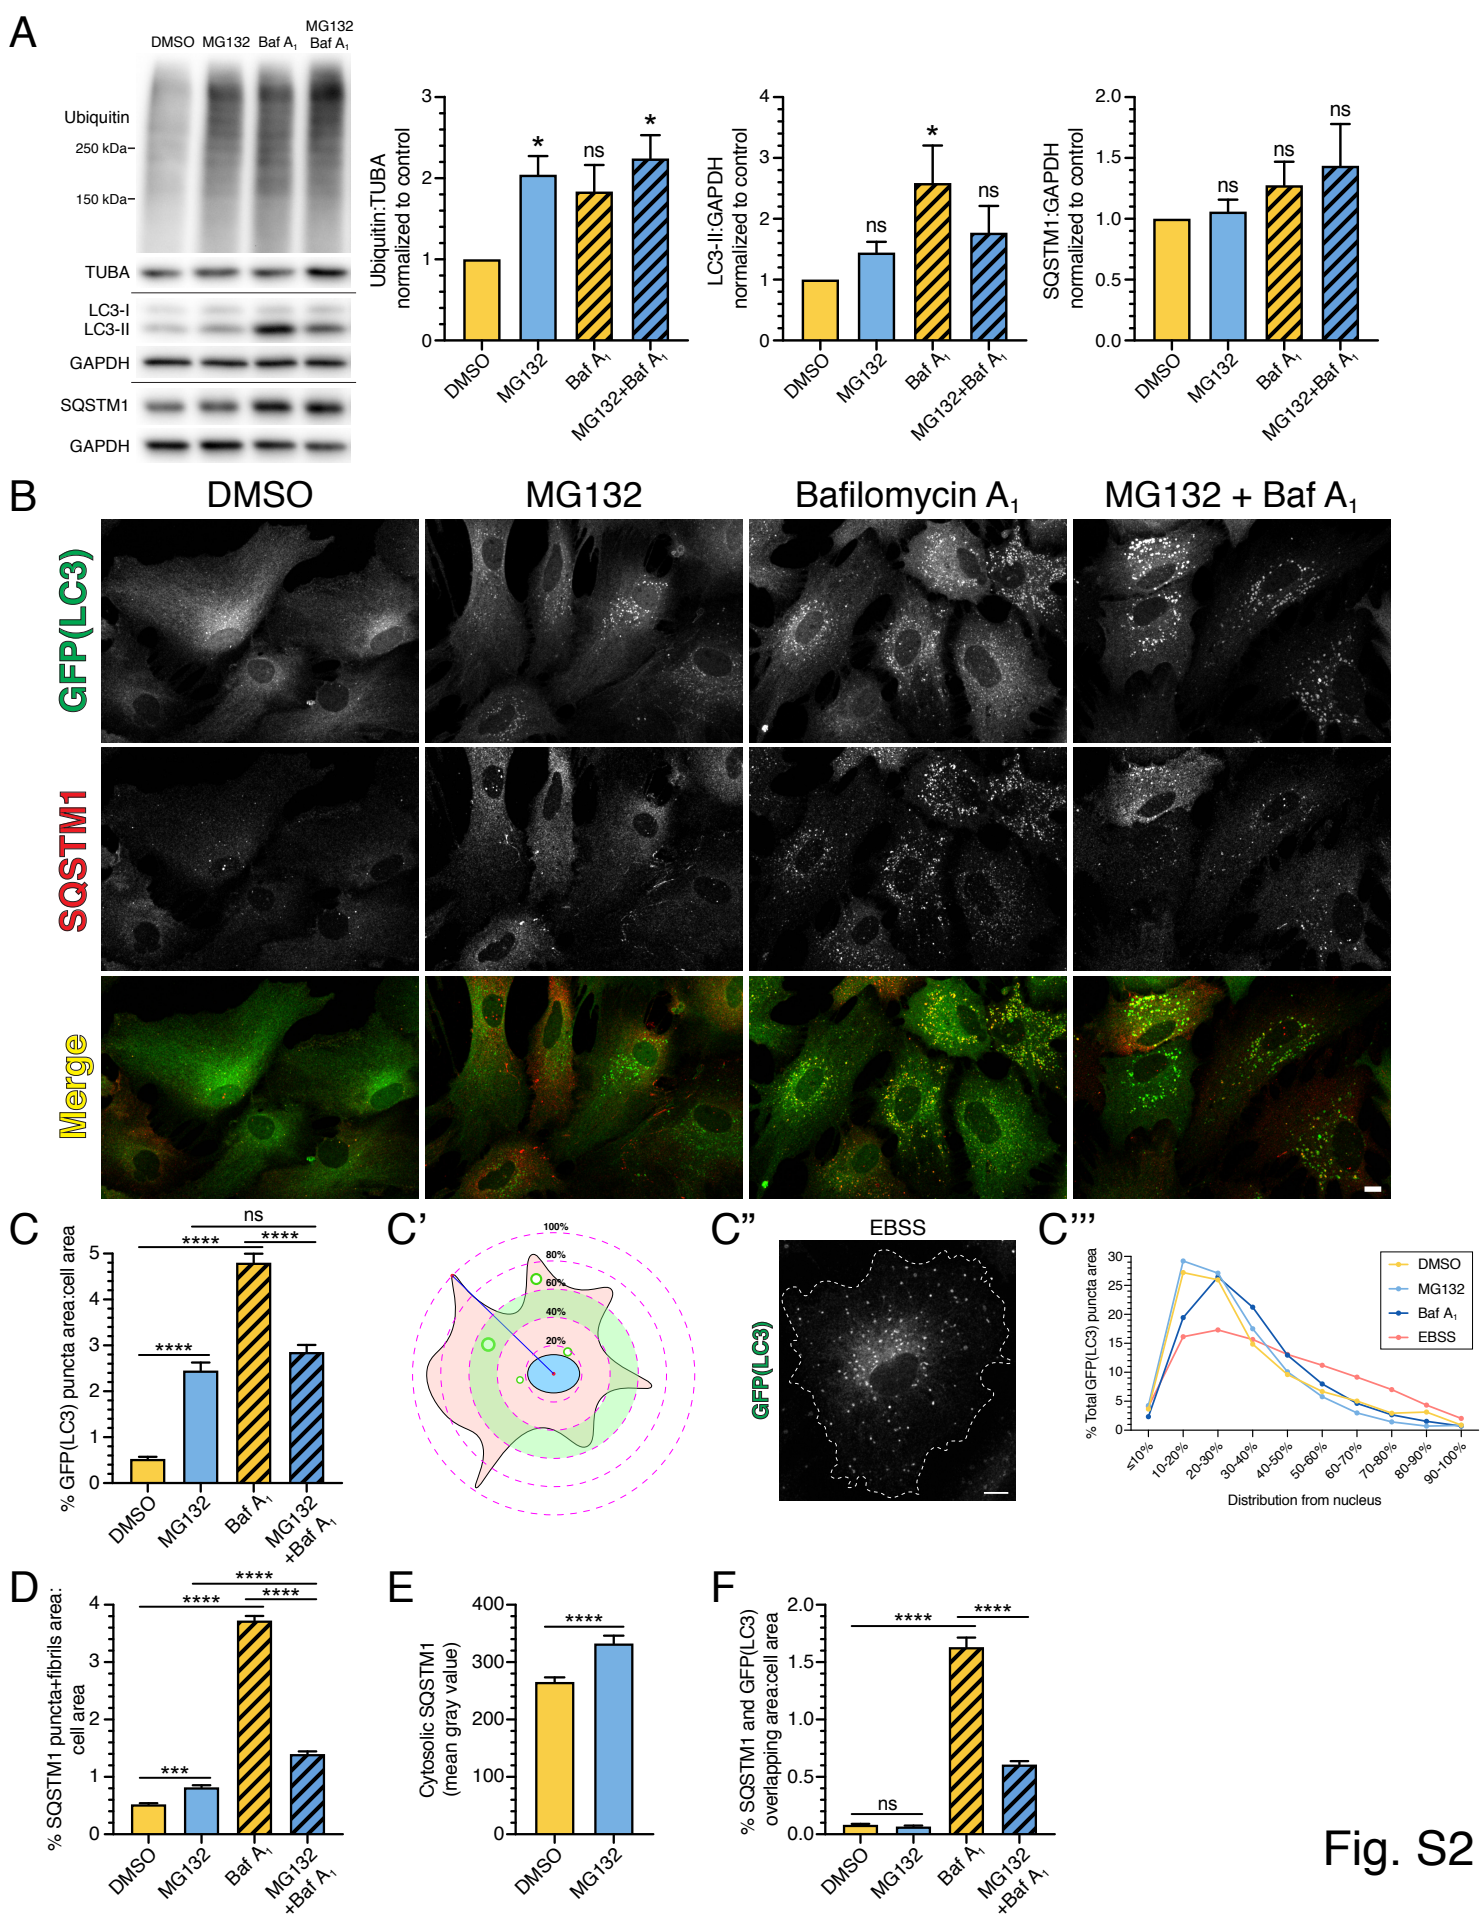 A
DMSO MG132 Baf A1 MG132 Baf A1
Ubiquitin
250 kDa
150 kDa
TUBA
LC3-I
LC3-II
GAPDH
SQSTM1
GAPDH
Ubiquitin:TUBA
normalized to control
3
2
1
0
* ns *
DMSO MG132 Baf A1 MG132+Baf A1
LC3-II:GAPDH
normalized to control
4
3
2
1
0
ns * ns
DMSO MG132 Baf A1 MG132+Baf A1
SQSTM1:GAPDH
normalized to control
2.0
1.5
1.0
0.5
0.0
ns ns ns
DMSO MG132 Baf A1 MG132+Baf A1
B
DMSO MG132 Bafilomycin A1 MG132 + Baf A1
GFP(LC3)
SQSTM1
Merge
C
% GFP(LC3) puncta area:cell area
5
4
3
2
1
0
ns
**** ****
****
DMSO MG132 Baf A1 MG132 +Baf A1
C'
100%
80%
60%
40%
20%
C''
EBSS
GFP(LC3)
C'''
% Total GFP(LC3) puncta area
30
25
20
15
10
5
0
≤10% 10-20% 20-30% 30-40% 40-50% 50-60% 60-70% 70-80% 80-90% 90-100%
Distribution from nucleus
DMSO
MG132
Baf A1
EBSS
D
% SQSTM1 puncta+fibrils area:
cell area
4
3
2
1
0
****
**** ****
***
DMSO MG132 Baf A1 MG132 +Baf A1
E
Cytosolic SQSTM1
(mean gray value)
400
300
200
100
0
****
DMSO MG132
F
% SQSTM1 and GFP(LC3)
overlapping area:cell area
2.0
1.5
1.0
0.5
0.0
**** ****
ns
DMSO MG132 Baf A1 MG132 +Baf A1
Fig. S2